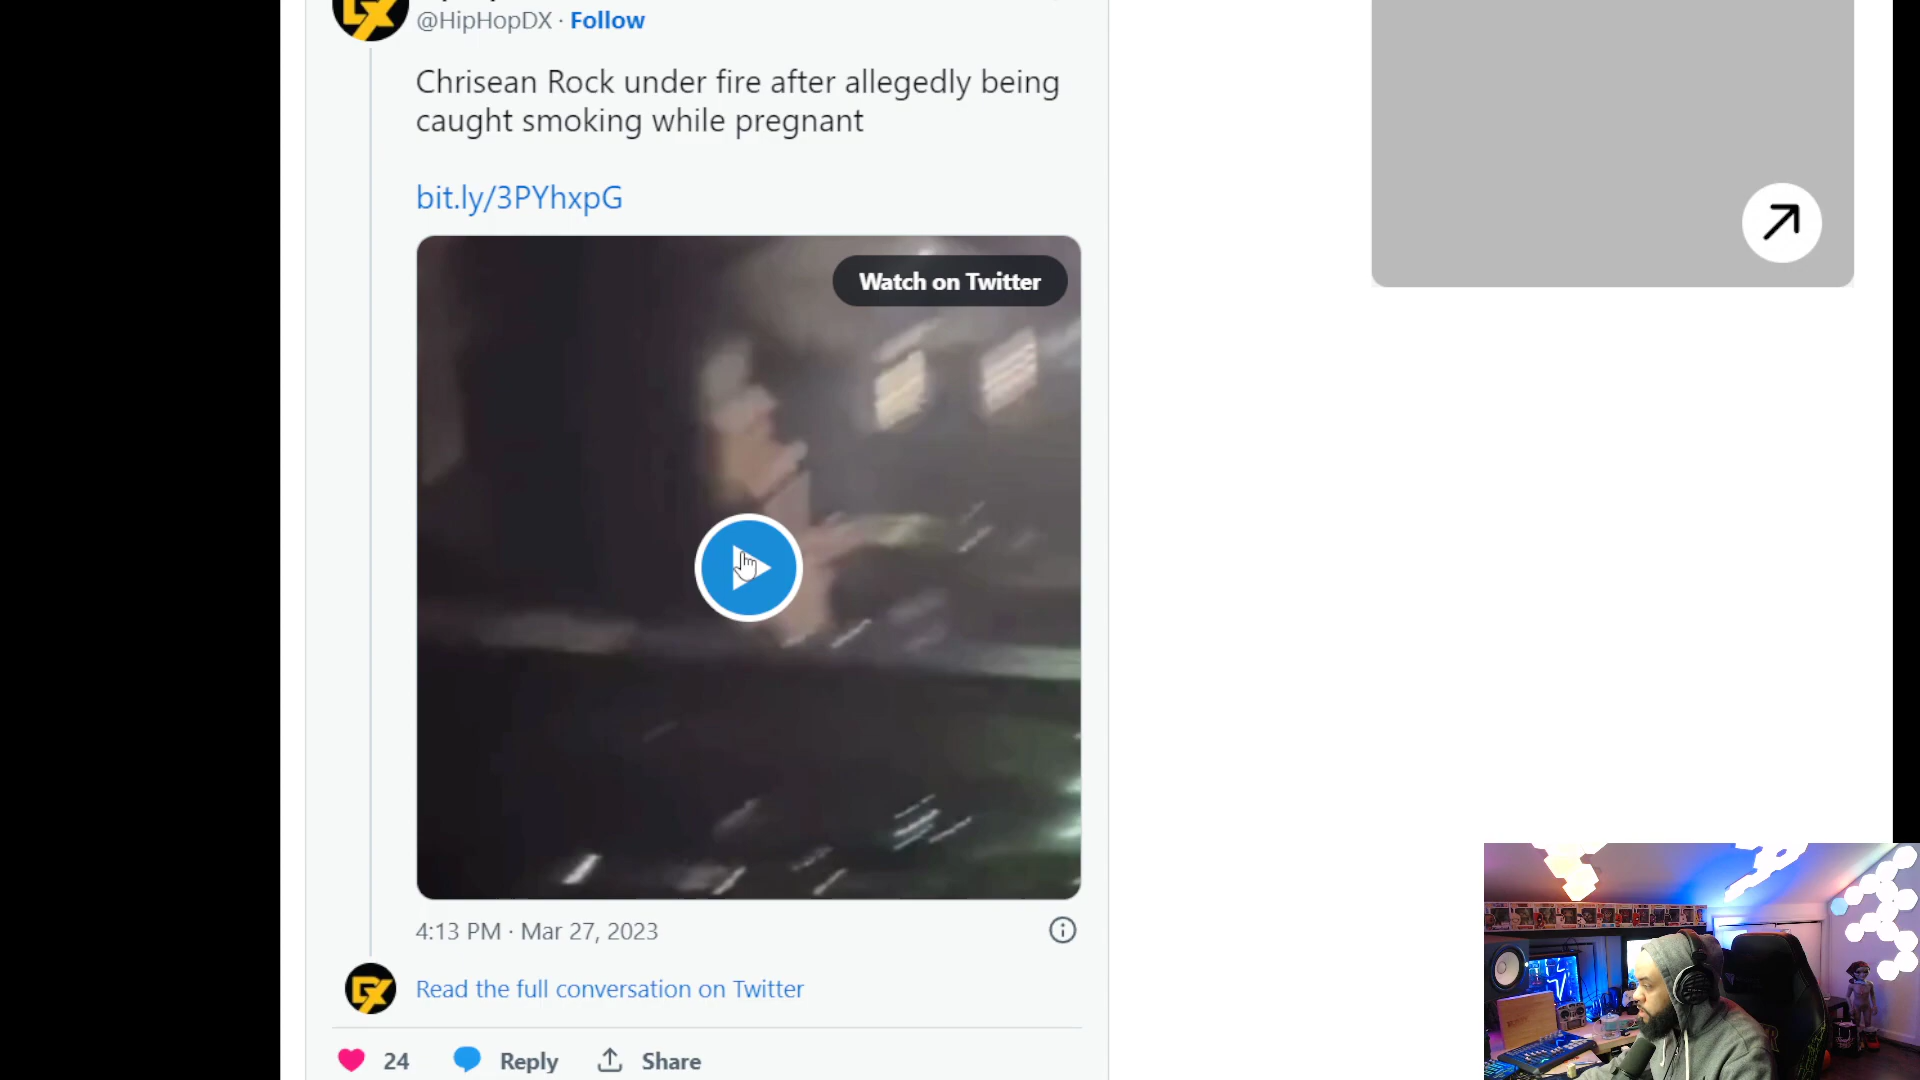 @HipHopDX · Follow
Chrisean Rock under fire after allegedly being
caught smoking while pregnant
bit.ly/3PYhxpG
Watch on Twitter
4:13 PM · Mar 27, 2023
Read the full conversation on Twitter
24 Reply Share